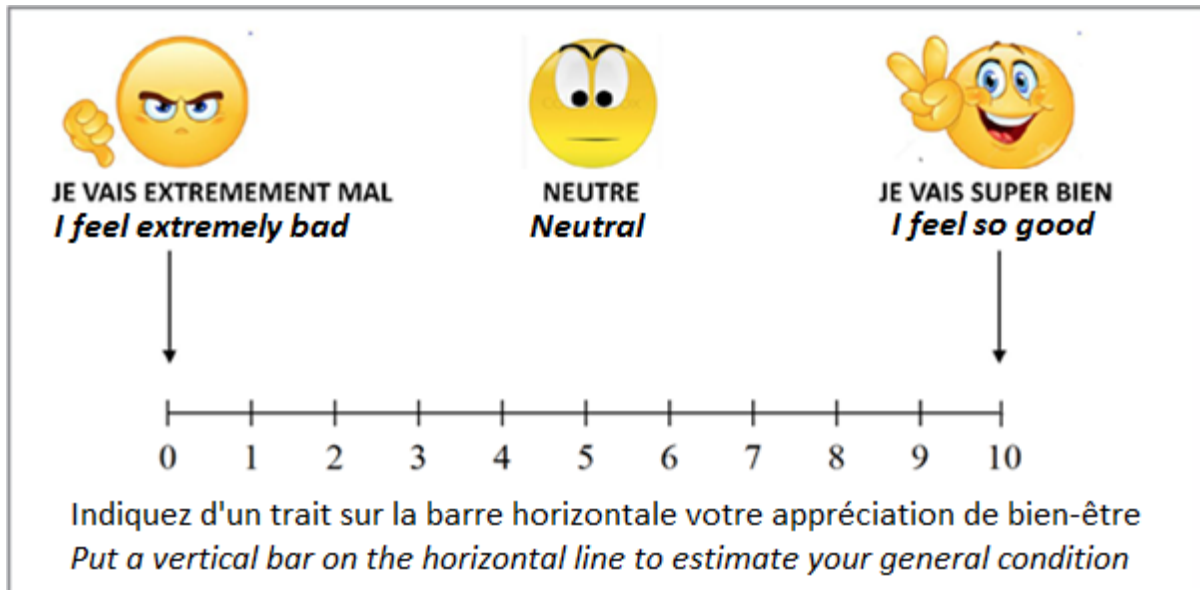 JE VAIS EXTREMEMENT MAL
I feel extremely bad
NEUTRE
Neutral
JE VAIS SUPER BIEN
I feel so good
0 1 2 3 4 5 6 7 8 9 10
Indiquez d'un trait sur la barre horizontale votre appréciation de bien-être
Put a vertical bar on the horizontal line to estimate your general condition